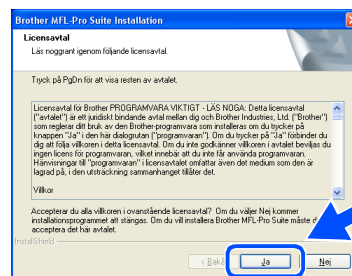 Brother MFL-Pro Suite Installation
Licensavtal
Läs noggrant igenom följande licensavtal.
Tryck på PgDn för att visa resten av avtalet.
Licensavtal för Brother PROGRAMVARA VIKTIGT - LÄS NOGA: Detta licensavtal
("avtalet") är ett juridiskt bindande avtal mellan dig och Brother Industries, Ltd. ("Brother")
som reglerar ditt bruk av den Brother-programvara som installeras om du trycker på
knappen "Ja" i den här dialogrutan ("programvaran"). Om du trycker på "Ja" förbinder du
dig att följa villkoren i detta licensavtal. Om du inte godkänner villkoren i avtalet beviljas du
ingen licens för programvaran, vilket innebär att du inte får använda programvaran.
Hänvisningar till "programvaran" i licensavtalet omfattar även det medium som den är
lagrad på, i den utsträckning sammanhanget tillåter det.
Villkor
Accepterar du alla villkoren i ovanstående licensavtal? Om du väljer Nej kommer
installationsprogrammet att stängas. Om du vill installera Brother MFL-Pro Suite måste du
acceptera det här avtalet.
InstallShield
Ja
Nej